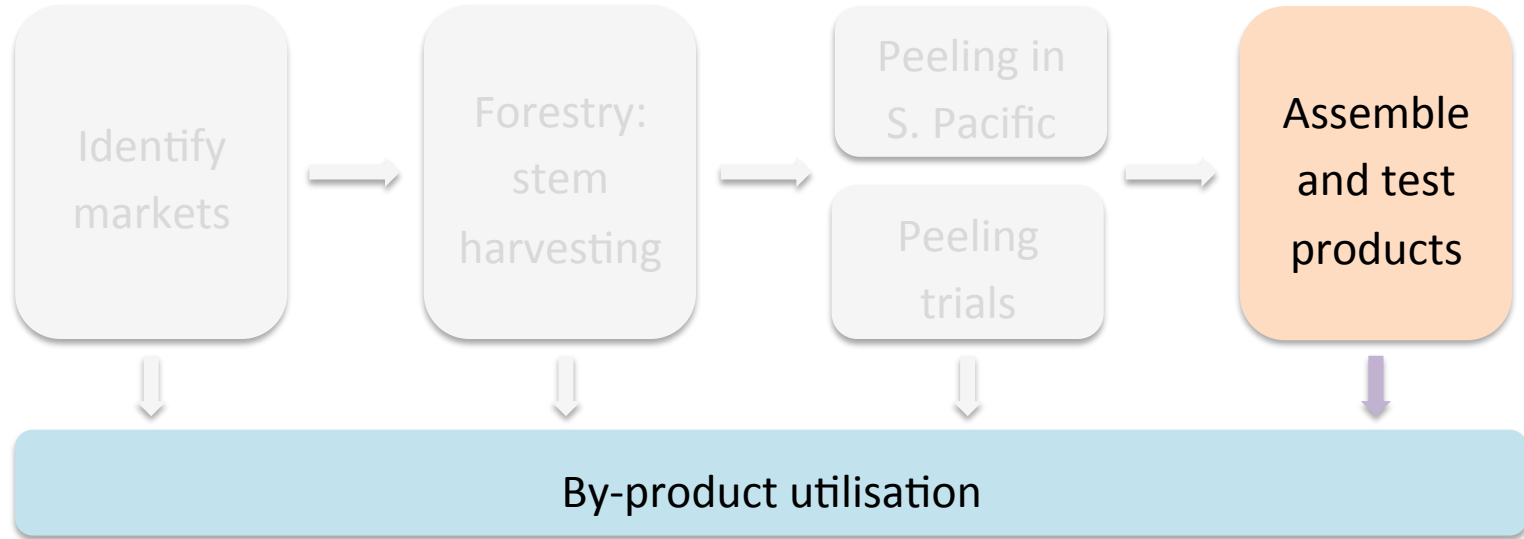 Identify
markets
Forestry:
stem
harvesting
Peeling in
S. Pacific
Peeling
trials
Assemble
and test
products
By-product utilisation